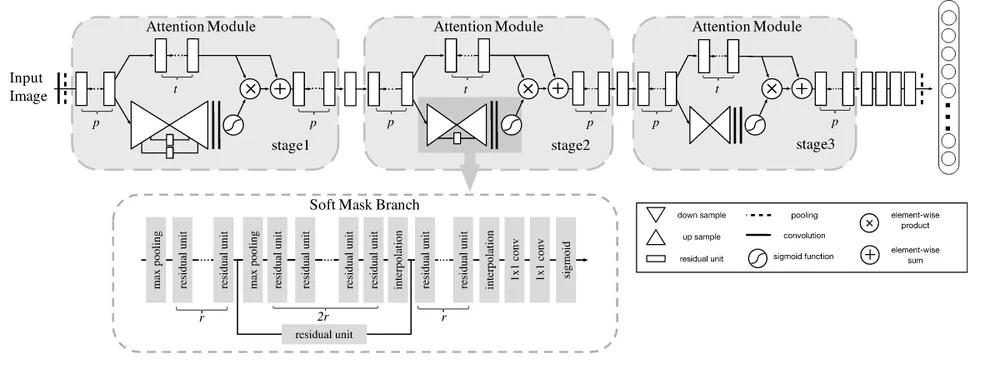 Attention Module
Attention Module
Attention Module
Input
Image
t
t
t
p
p
p
p
p
p
stage1
stage2
stage3
Soft Mask Branch
max pooling
residual unit
residual unit
max pooling
residual unit
residual unit
residual unit
residual unit
interpolation
residual unit
residual unit
interpolation
1x1 conv
1x1 conv
sigmoid
r
2r
r
residual unit
down sample
up sample
residual unit
pooling
convolution
sigmoid function
element-wise
product
element-wise
sum